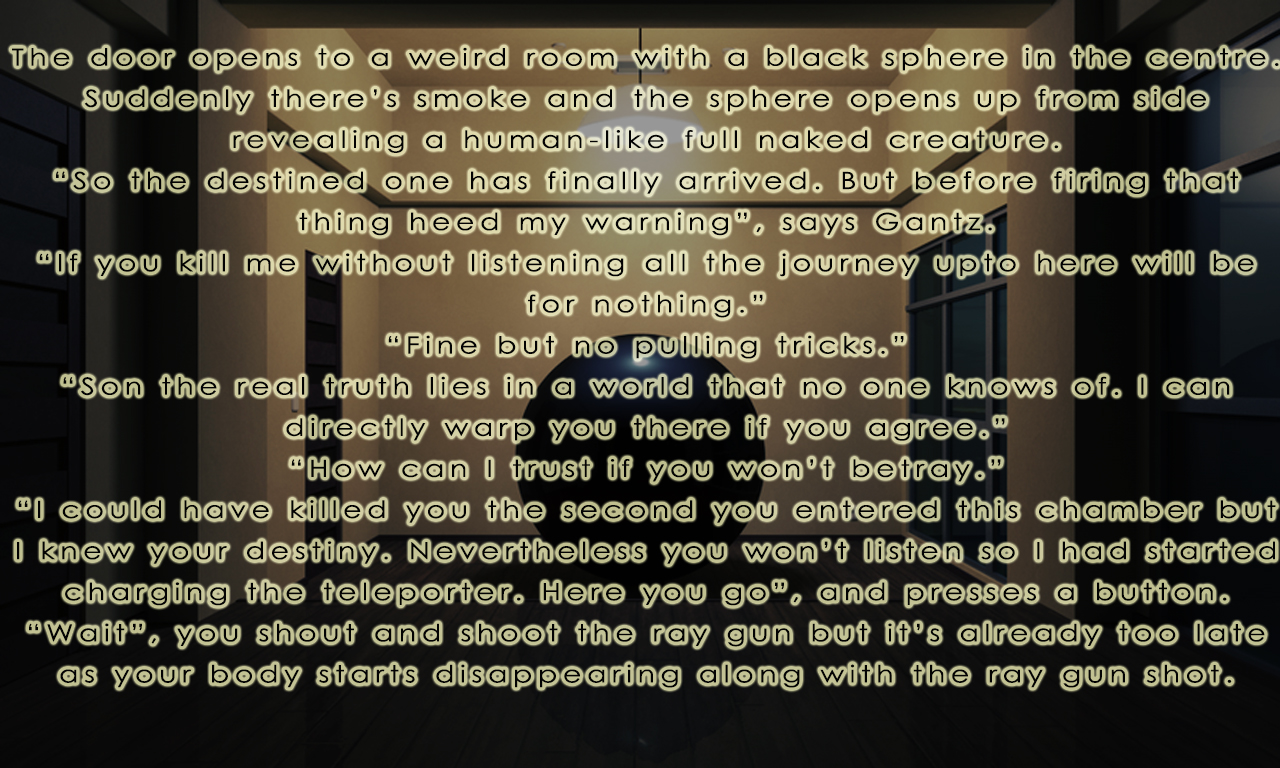 The door opens to a weird room with a black sphere in the centre.
Suddenly there’s smoke and the sphere opens up from side
revealing a human-like full naked creature.
“So the destined one has finally arrived. But before firing that
thing heed my warning”, says Gantz.
“If you kill me without listening all the journey upto here will be
for nothing.”
“Fine but no pulling tricks.”
“Son the real truth lies in a world that no one knows of. I can
directly warp you there if you agree.”
“How can I trust if you won’t betray.”
“I could have killed you the second you entered this chamber but
I knew your destiny. Nevertheless you won’t listen so I had started
charging the teleporter. Here you go”, and presses a button.
“Wait”, you shout and shoot the ray gun but it’s already too late
as your body starts disappearing along with the ray gun shot.